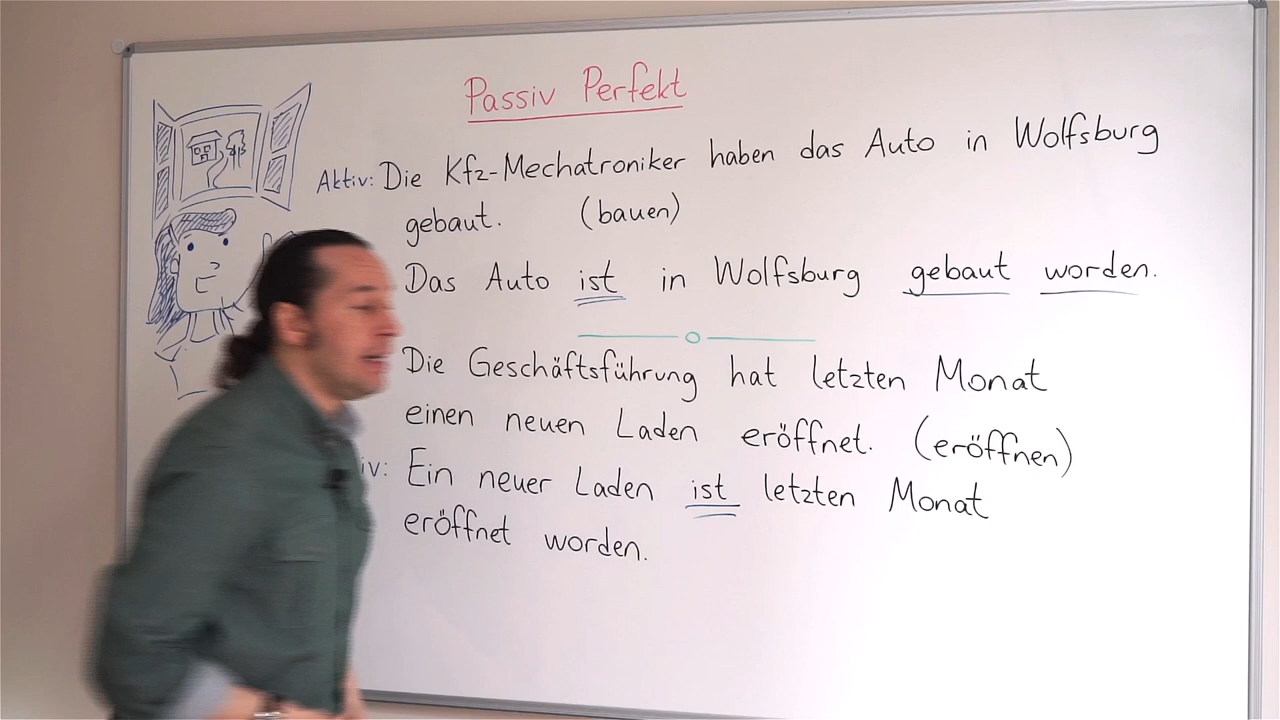 Passiv Perfekt
Aktiv: Die Kfz-Mechatroniker haben das Auto in Wolfsburg
gebaut. (bauen)
Das Auto ist in Wolfsburg gebaut worden.
Die Geschäftsführung hat letzten Monat
einen neuen Laden eröffnet. (eröffnen)
iv: Ein neuer Laden ist letzten Monat
eröffnet worden.